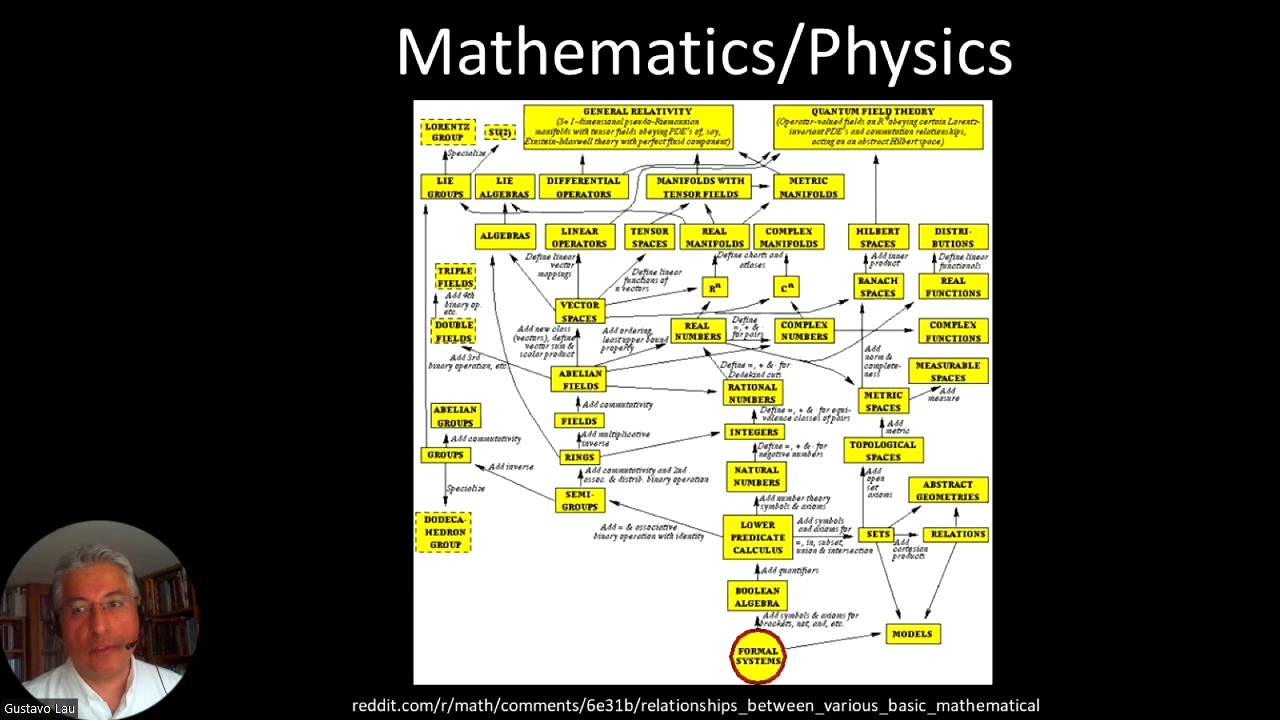 Mathematics/Physics
GENERAL RELATIVITY
(3+1-dimensional pseudo-Riemannian
manifolds with tensor fields obeying PDE's of, say,
Einstein-Maxwell theory with perfect fluid component)
QUANTUM FIELD THEORY
(Operator-valued fields on R⁴ obeying certain Lorentz-
invariant PDE's and commutation relationships,
acting on an abstract Hilbert space)
LORENTZ
GROUP
SU(2)
Specialize
LIE
GROUPS
LIE
ALGEBRAS
DIFFERENTIAL
OPERATORS
MANIFOLDS WITH
TENSOR FIELDS
METRIC
MANIFOLDS
ALGEBRAS
LINEAR
OPERATORS
TENSOR
SPACES
REAL
MANIFOLDS
COMPLEX
MANIFOLDS
HILBERT
SPACES
DISTRI-
BUTIONS
Define linear
vector
mappings
Define linear
functions of
n vectors
Define charts and
atlases
Add inner
product
Define linear
functionals
TRIPLE
FIELDS
Rⁿ
Cⁿ
BANACH
SPACES
REAL
FUNCTIONS
Add 4th
binary op.
etc.
VECTOR
SPACES
DOUBLE
FIELDS
Add new class
(vectors), define
vector sum &
scalar product
Add ordering,
least upper bound
property
REAL
NUMBERS
Define
=, + & ·
for pairs
COMPLEX
NUMBERS
COMPLEX
FUNCTIONS
Add 3rd
binary operation, etc.
Add
norm &
complete-
ness
MEASURABLE
SPACES
ABELIAN
FIELDS
Define =, + & · for
Dedekind cuts
RATIONAL
NUMBERS
METRIC
SPACES
Add
measure
Add commutativity
ABELIAN
GROUPS
FIELDS
Define =, + & · for equi-
valence classes of pairs
Add
metric
Add commutativity
Add multiplicative
inverse
INTEGERS
TOPOLOGICAL
SPACES
GROUPS
RINGS
Define =, + & · for
negative numbers
Add inverse
Add commutativity and 2nd
assoc. & distrib. binary operation
NATURAL
NUMBERS
Add
open
set
axioms
ABSTRACT
GEOMETRIES
Specialize
SEMI-
GROUPS
Add number theory
symbols & axioms
DODECA-
HEDRON
GROUP
Add = & associative
binary operation with identity
LOWER
PREDICATE
CALCULUS
Add symbols
and axioms for
=, in, subset,
union & intersection
SETS
RELATIONS
Add
cartesian
products
Add quantifiers
BOOLEAN
ALGEBRA
Add symbols & axioms for
brackets, not, and, etc.
MODELS
FORMAL
SYSTEMS
Gustavo Lau
reddit.com/r/math/comments/6e31b/relationships_between_various_basic_mathematical